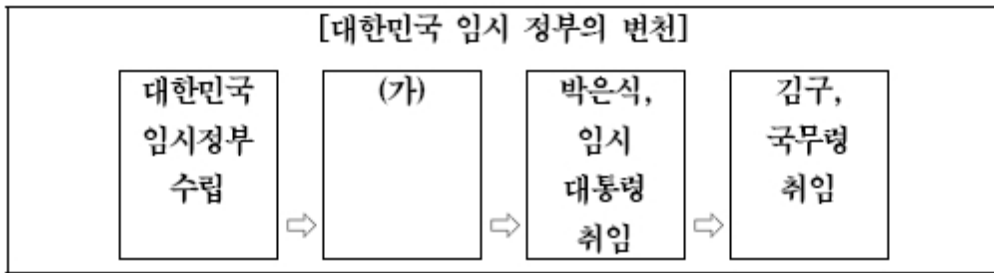 [대한민국 임시 정부의 변천]
대한민국
임시정부
수립
⇨
(가)
⇨
박은식,
임시
대통령
취임
⇨
김구,
국무령
취임